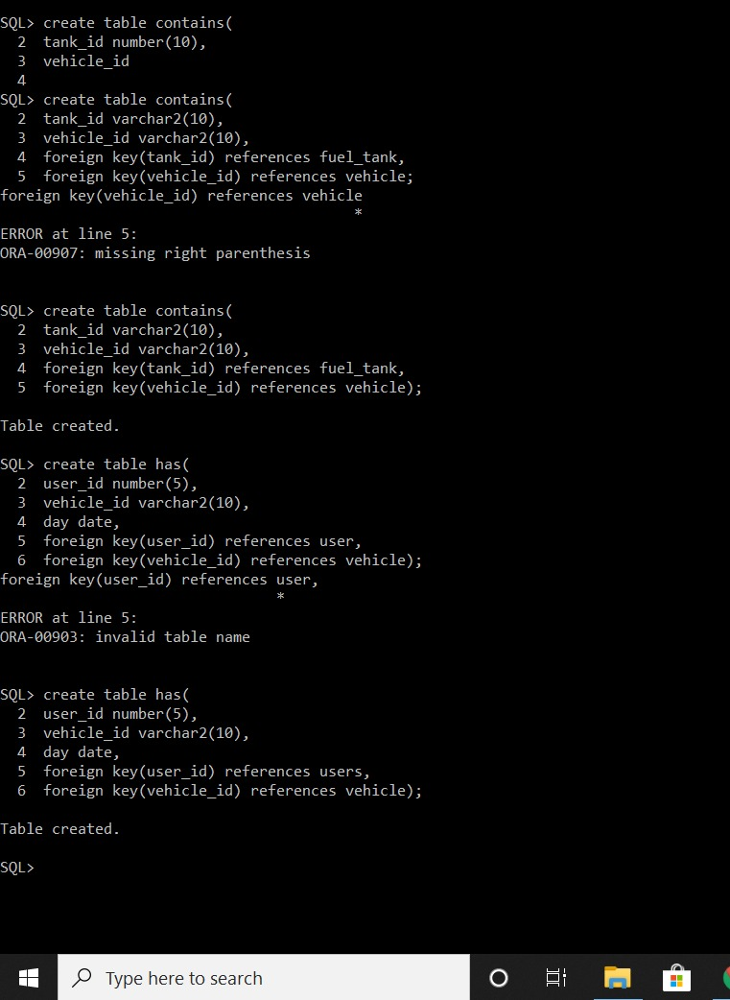 SQL> create table contains(
  2  tank_id number(10),
  3  vehicle_id
  4
SQL> create table contains(
  2  tank_id varchar2(10),
  3  vehicle_id varchar2(10),
  4  foreign key(tank_id) references fuel_tank,
  5  foreign key(vehicle_id) references vehicle;
foreign key(vehicle_id) references vehicle
                                         *
ERROR at line 5:
ORA-00907: missing right parenthesis
SQL> create table contains(
  2  tank_id varchar2(10),
  3  vehicle_id varchar2(10),
  4  foreign key(tank_id) references fuel_tank,
  5  foreign key(vehicle_id) references vehicle);
Table created.
SQL> create table has(
  2  user_id number(5),
  3  vehicle_id varchar2(10),
  4  day date,
  5  foreign key(user_id) references user,
  6  foreign key(vehicle_id) references vehicle);
foreign key(user_id) references user,
                                *
ERROR at line 5:
ORA-00903: invalid table name
SQL> create table has(
  2  user_id number(5),
  3  vehicle_id varchar2(10),
  4  day date,
  5  foreign key(user_id) references users,
  6  foreign key(vehicle_id) references vehicle);
Table created.
SQL>
Type here to search